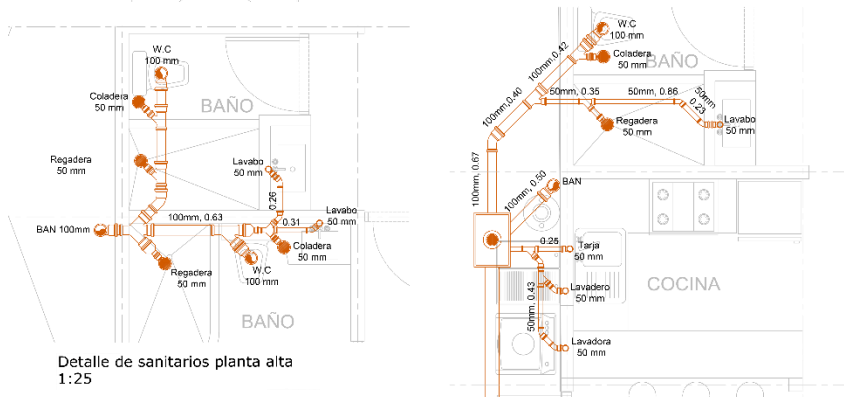 W.C
100 mm
Coladera
50 mm
BAÑO
Regadera
50 mm
Lavabo
50 mm
0.26
100mm, 0.63
0.31
Lavabo
50 mm
BAN 100mm
Coladera
50 mm
W.C
100 mm
Regadera
50 mm
BAÑO
Detalle de sanitarios planta alta
1:25
W.C
100 mm
100mm, 0.42
Coladera
50 mm
BAÑO
100mm, 0.40
50mm, 0.35
50mm, 0.86
50mm
0.23
Lavabo
50 mm
Regadera
50 mm
100mm, 0.67
100mm, 0.50
BAN
0.25
Tarja
50 mm
50mm, 0.43
Lavadero
50 mm
COCINA
Lavadora
50 mm